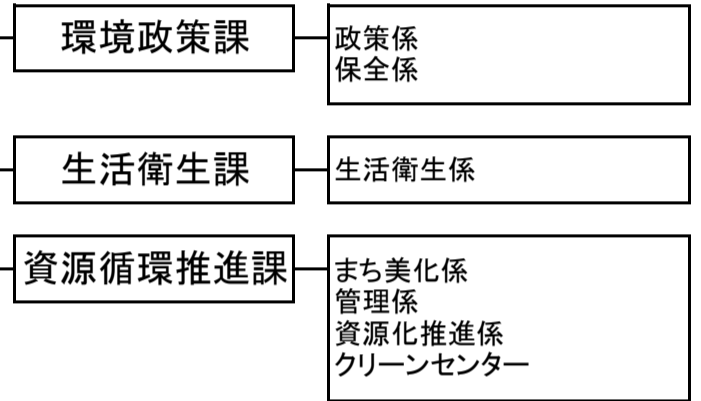 環境政策課
政策係
保全係
生活衛生課
生活衛生係
資源循環推進課
まち美化係
管理係
資源化推進係
クリーンセンター